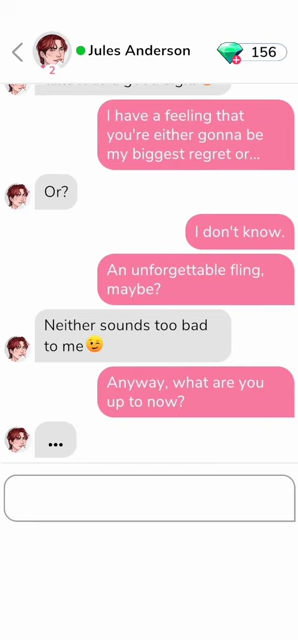 Jules Anderson
156
2
I have a feeling that
you're either gonna be
my biggest regret or...
Or?
I don't know.
An unforgettable fling,
maybe?
Neither sounds too bad
to me😉
Anyway, what are you
up to now?
...